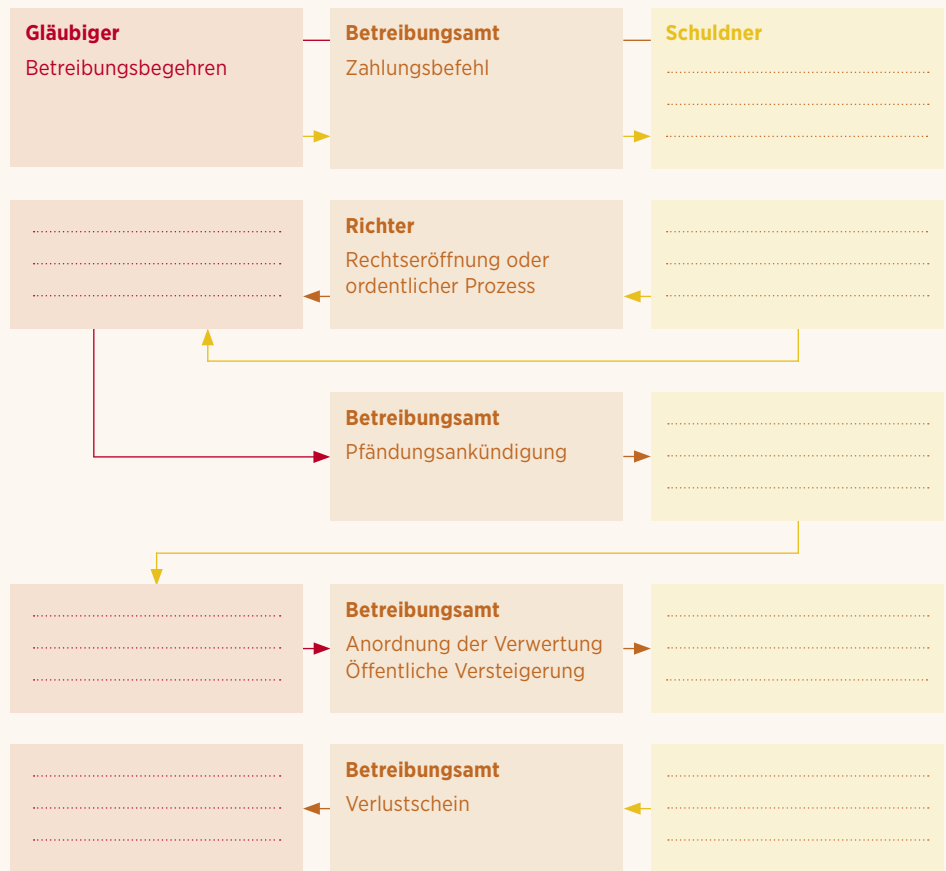 Gläubiger
Betreibungsbegehren
Betreibungsamt
Zahlungsbefehl
Schuldner
Richter
Rechtseröffnung oder
ordentlicher Prozess
Betreibungsamt
Pfändungsankündigung
Betreibungsamt
Anordnung der Verwertung
Öffentliche Versteigerung
Betreibungsamt
Verlustschein